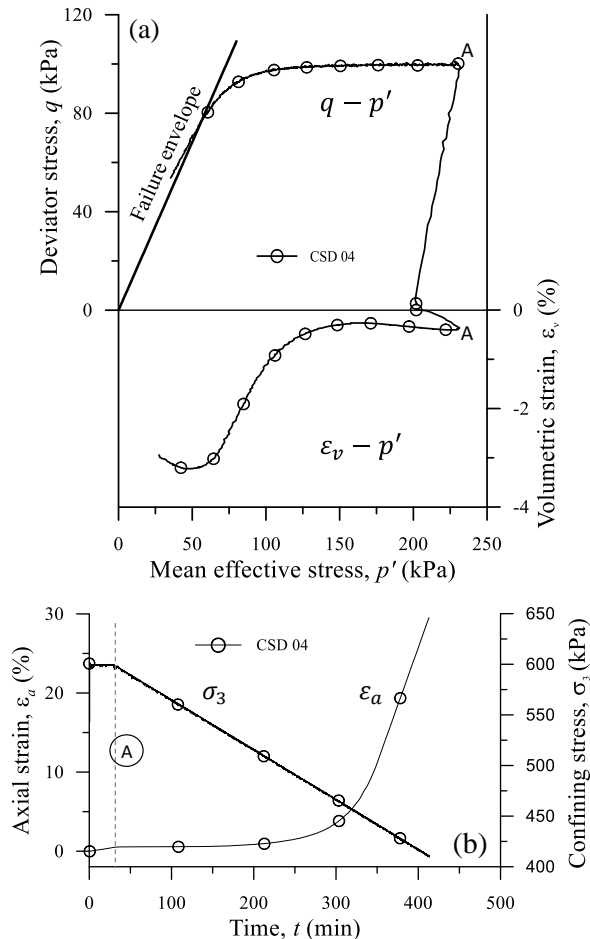 (a)
120
80
40
0
Deviator stress, q (kPa)
Failure envelope
A
q − p′
CSD 04
A
0
-2
-4
Volumetric strain, εv (%)
εv − p′
0
50
100
150
200
250
Mean effective stress, p′ (kPa)
30
20
10
0
Axial strain, εa (%)
CSD 04
σ3
εa
A
(b)
650
600
550
500
450
400
Confining stress, σ3 (kPa)
0
100
200
300
400
500
Time, t (min)